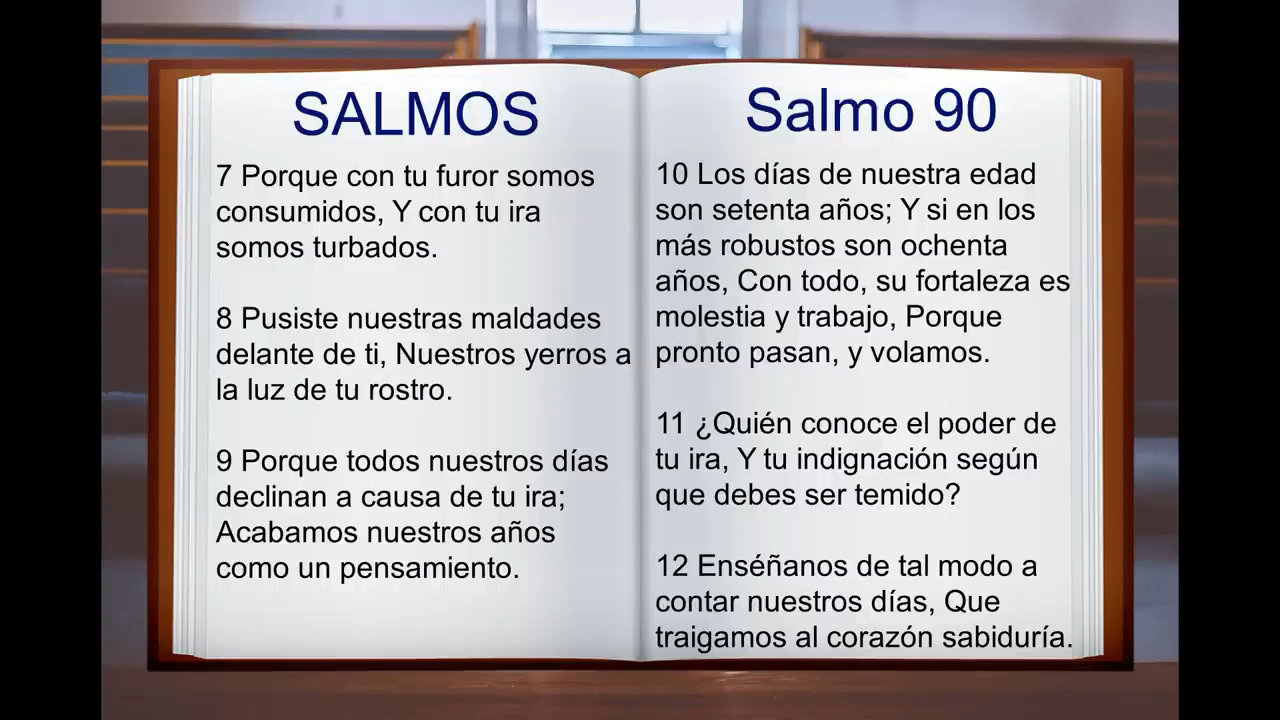 SALMOS
7 Porque con tu furor somos
consumidos, Y con tu ira
somos turbados.
8 Pusiste nuestras maldades
delante de ti, Nuestros yerros a
la luz de tu rostro.
9 Porque todos nuestros días
declinan a causa de tu ira;
Acabamos nuestros años
como un pensamiento.
Salmo 90
10 Los días de nuestra edad
son setenta años; Y si en los
más robustos son ochenta
años, Con todo, su fortaleza es
molestia y trabajo, Porque
pronto pasan, y volamos.
11 ¿Quién conoce el poder de
tu ira, Y tu indignación según
que debes ser temido?
12 Enséñanos de tal modo a
contar nuestros días, Que
traigamos al corazón sabiduría.